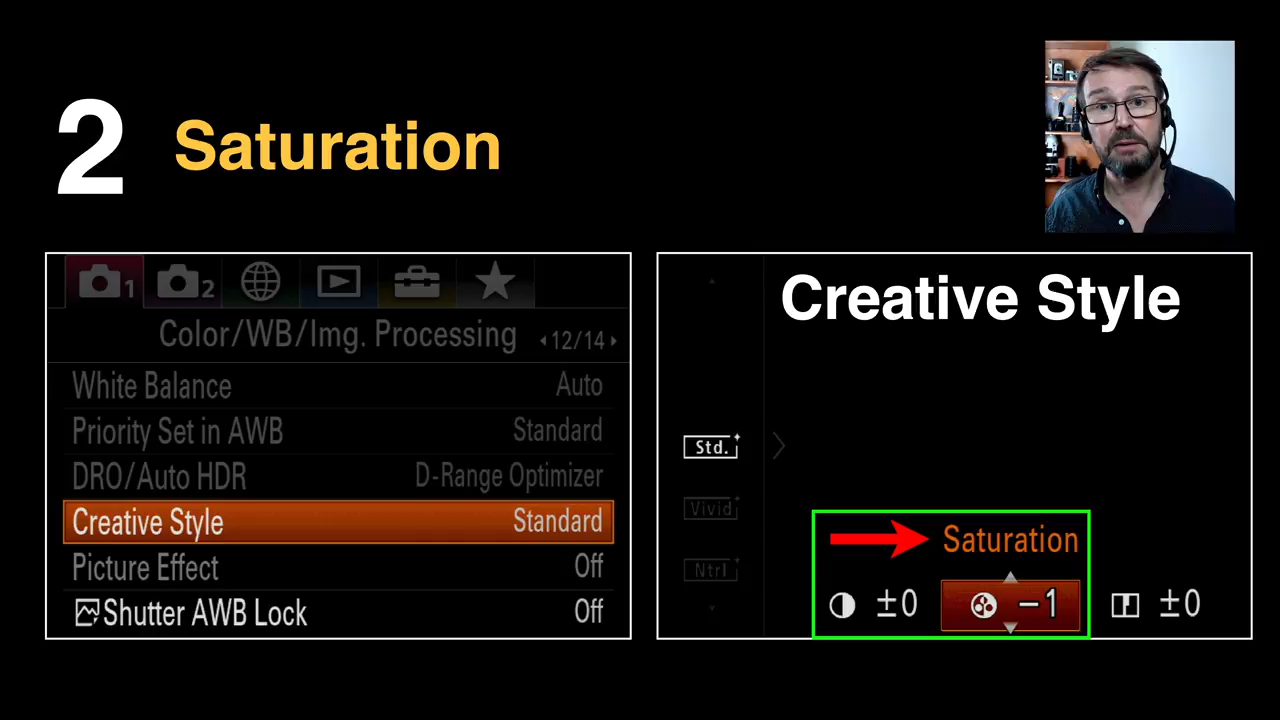 2 Saturation
1 2
Color/WB/Img. Processing 12/14
White Balance Auto
Priority Set in AWB Standard
DRO/Auto HDR D-Range Optimizer
Creative Style Standard
Picture Effect Off
Shutter AWB Lock Off
Creative Style
Std.
Vivid
Ntrl
Saturation
±0 −1 ±0